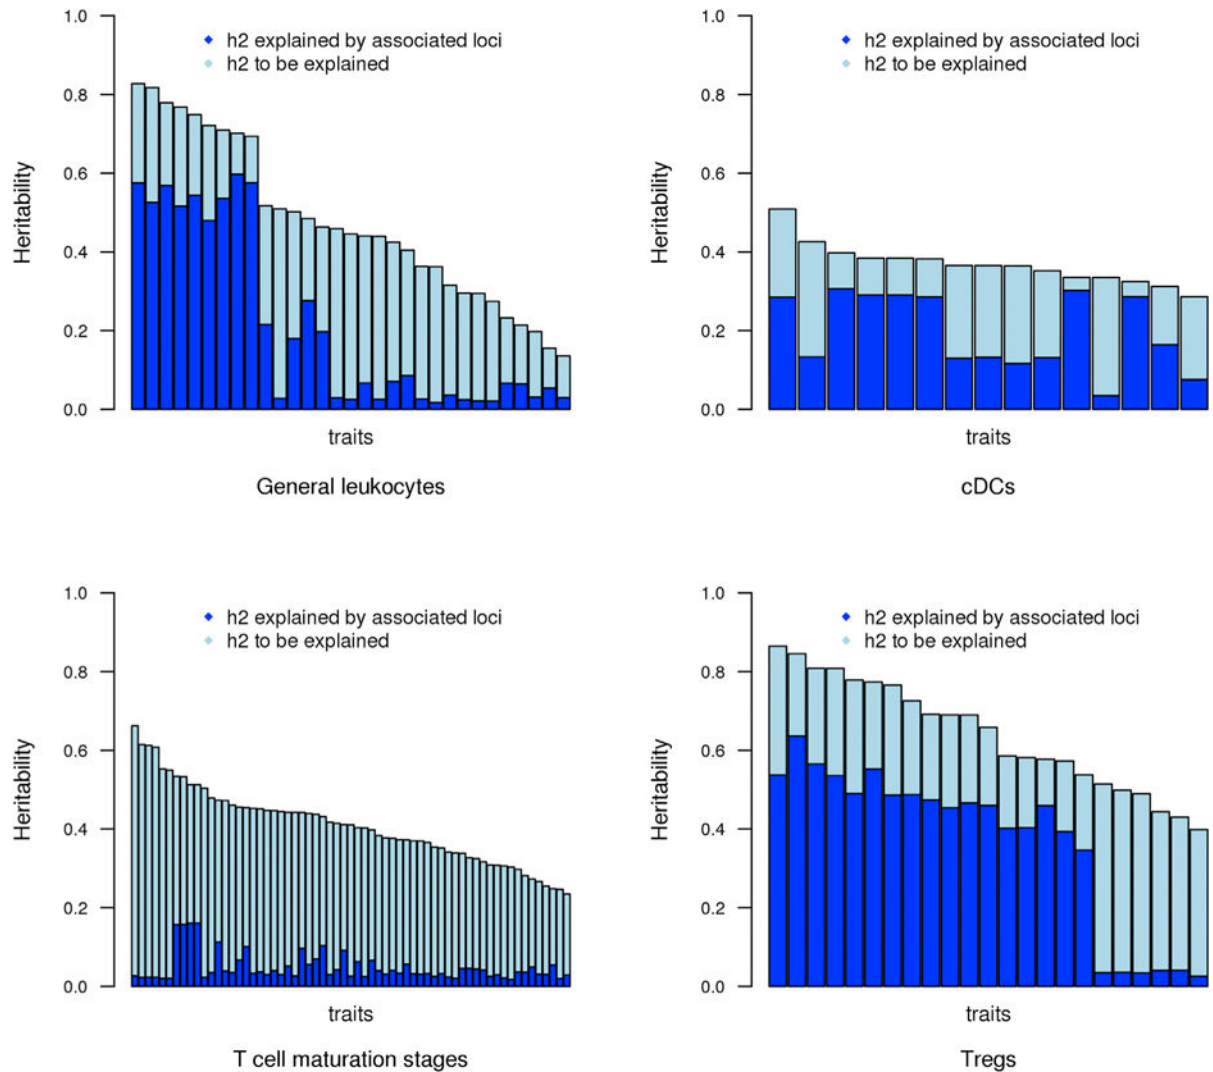 1.0
h2 explained by associated loci
h2 to be explained
0.8
0.6
0.4
0.2
0.0
Heritability
traits
General leukocytes
1.0
h2 explained by associated loci
h2 to be explained
0.8
0.6
0.4
0.2
0.0
Heritability
traits
cDCs
1.0
h2 explained by associated loci
h2 to be explained
0.8
0.6
0.4
0.2
0.0
Heritability
traits
T cell maturation stages
1.0
h2 explained by associated loci
h2 to be explained
0.8
0.6
0.4
0.2
0.0
Heritability
traits
Tregs